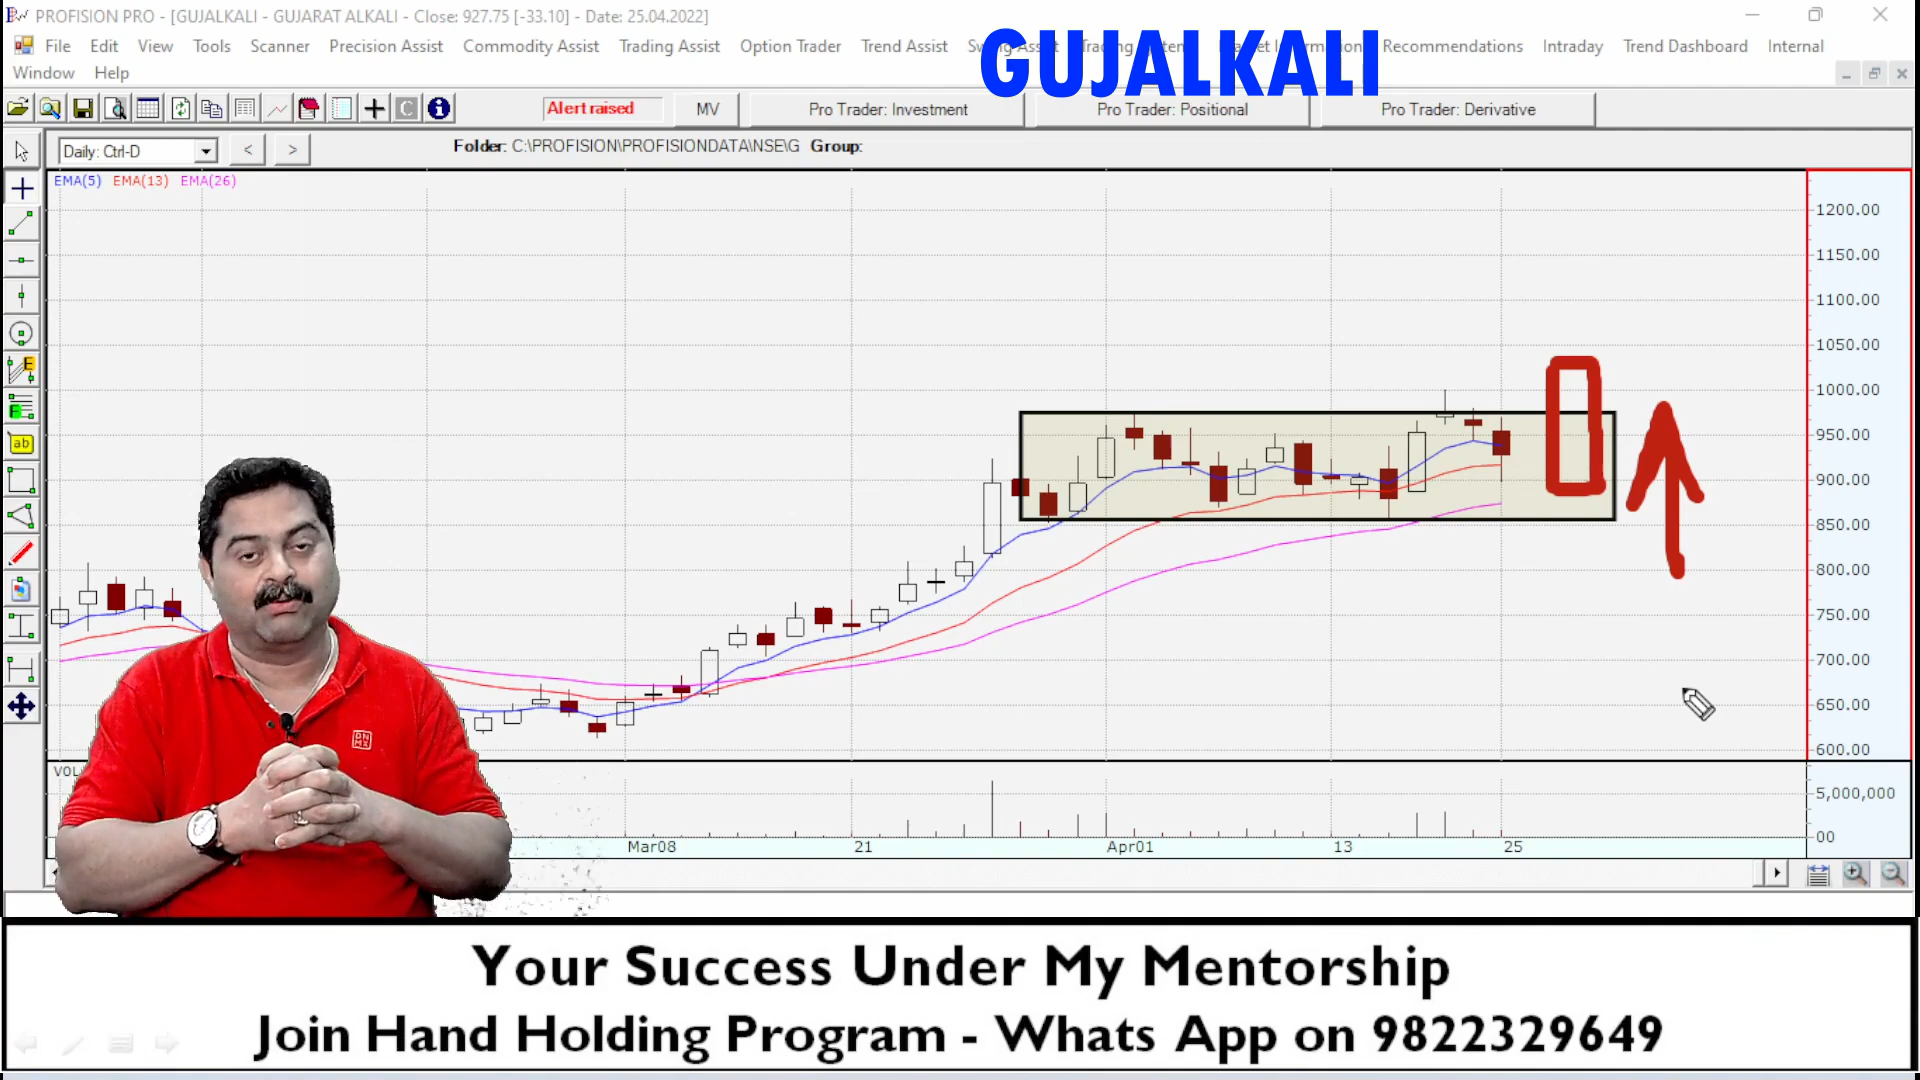 PROFISION PRO - [GUJALKALI - GUJARAT ALKALI - Close: 927.75 [-33.10] - Date: 25.04.2022]
File Edit View Tools Scanner Precision Assist Commodity Assist Trading Assist Option Trader Trend Assist Recommendations Intraday Trend Dashboard Internal
GUJALKALI
Window Help
Alert raised MV Pro Trader: Investment Pro Trader: Positional Pro Trader: Derivative
Daily: Ctrl-D < > Folder: C:\PROFISION\PROFISIONDATA\NSE\G Group:
EMA(5) EMA(13) EMA(26)
1200.00
1150.00
1100.00
1050.00
1000.00
950.00
900.00
850.00
800.00
750.00
700.00
650.00
600.00
5,000,000
00
Mar08 21 Apr01 13 25
E
F
ab
C
DN
MX
Your Success Under My Mentorship
Join Hand Holding Program - Whats App on 9822329649